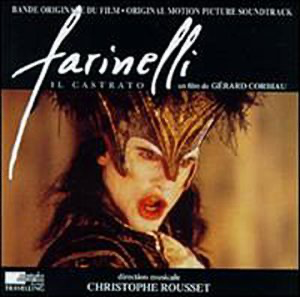 BANDE ORIGINALE DU FILM • ORIGINAL MOTION PICTURE SOUNDTRACK
farinelli
IL CASTRATO
un film de GÉRARD CORBIAU
direction musicale
CHRISTOPHE ROUSSET